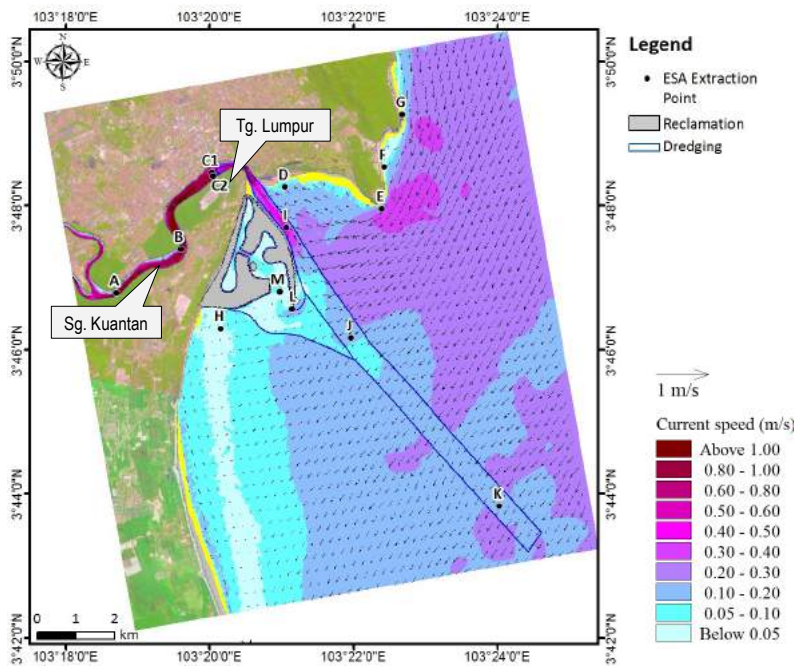 103°18'0"E 103°20'0"E 103°22'0"E 103°24'0"E
3°50'0"N 3°50'0"N
N
W E
S
G
Tg. Lumpur
F
C1
C2
D
3°48'0"N E 3°48'0"N
I
B
A
M
L
Sg. Kuantan
H
J
3°46'0"N 3°46'0"N
K
3°44'0"N 3°44'0"N
0 1 2
km
3°42'0"N 3°42'0"N
103°18'0"E 103°20'0"E 103°22'0"E 103°24'0"E
Legend
ESA Extraction
Point
Reclamation
Dredging
1 m/s
Current speed (m/s)
Above 1.00
0.80 - 1.00
0.60 - 0.80
0.50 - 0.60
0.40 - 0.50
0.30 - 0.40
0.20 - 0.30
0.10 - 0.20
0.05 - 0.10
Below 0.05